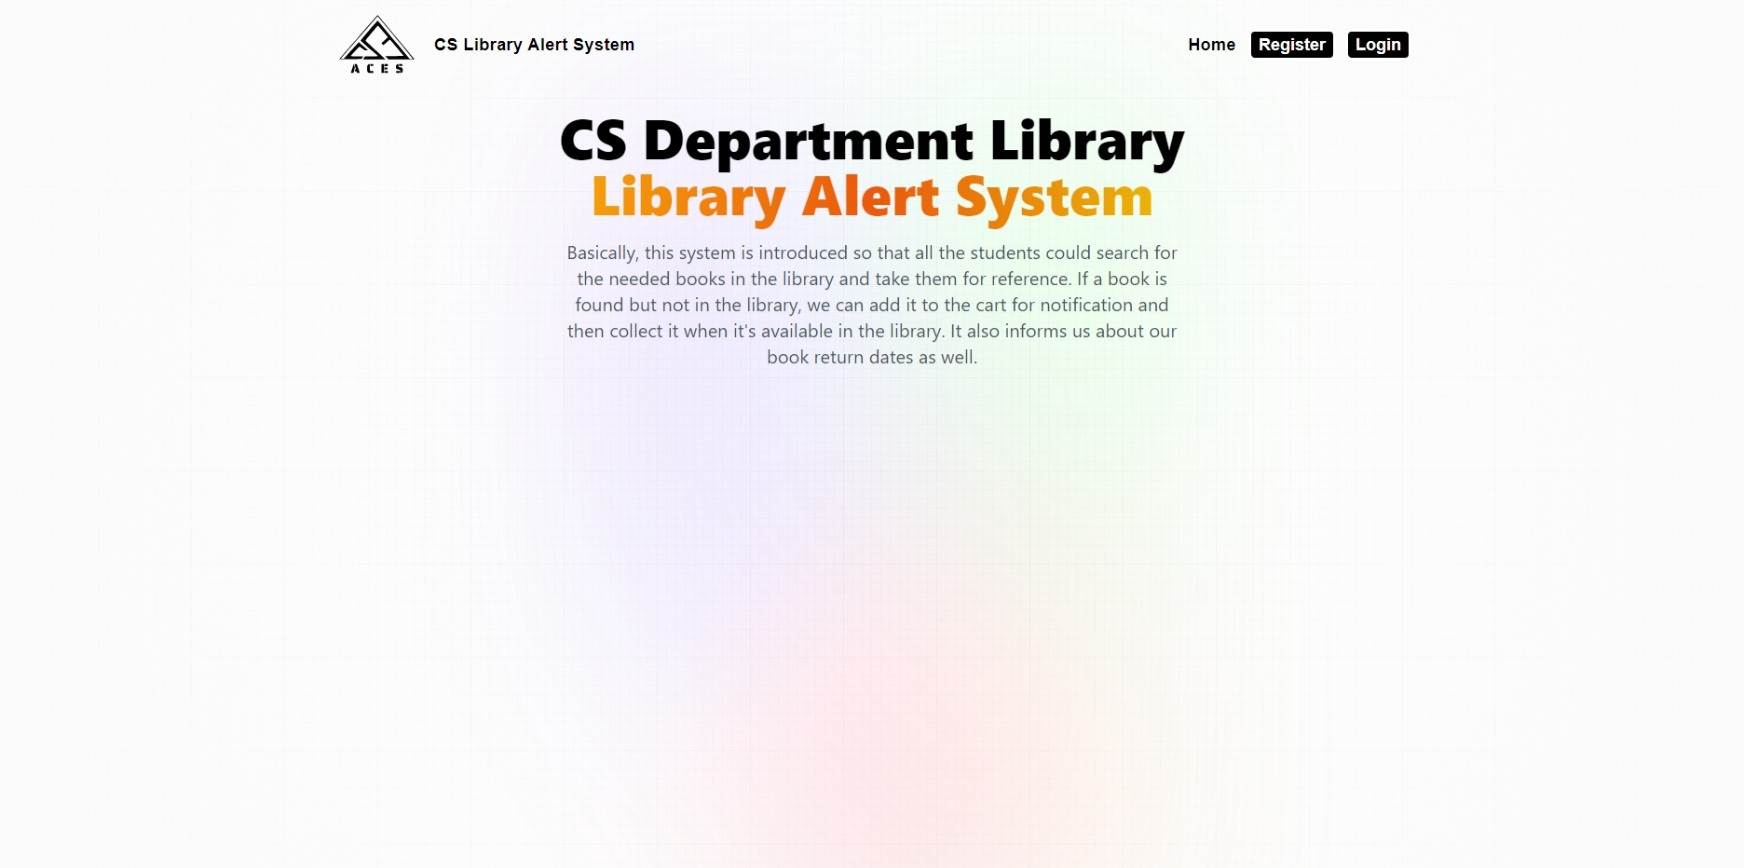 ACES
CS Library Alert System
Home
Register
Login
CS Department Library
Library Alert System
Basically, this system is introduced so that all the students could search for
the needed books in the library and take them for reference. If a book is
found but not in the library, we can add it to the cart for notification and
then collect it when it's available in the library. It also informs us about our
book return dates as well.